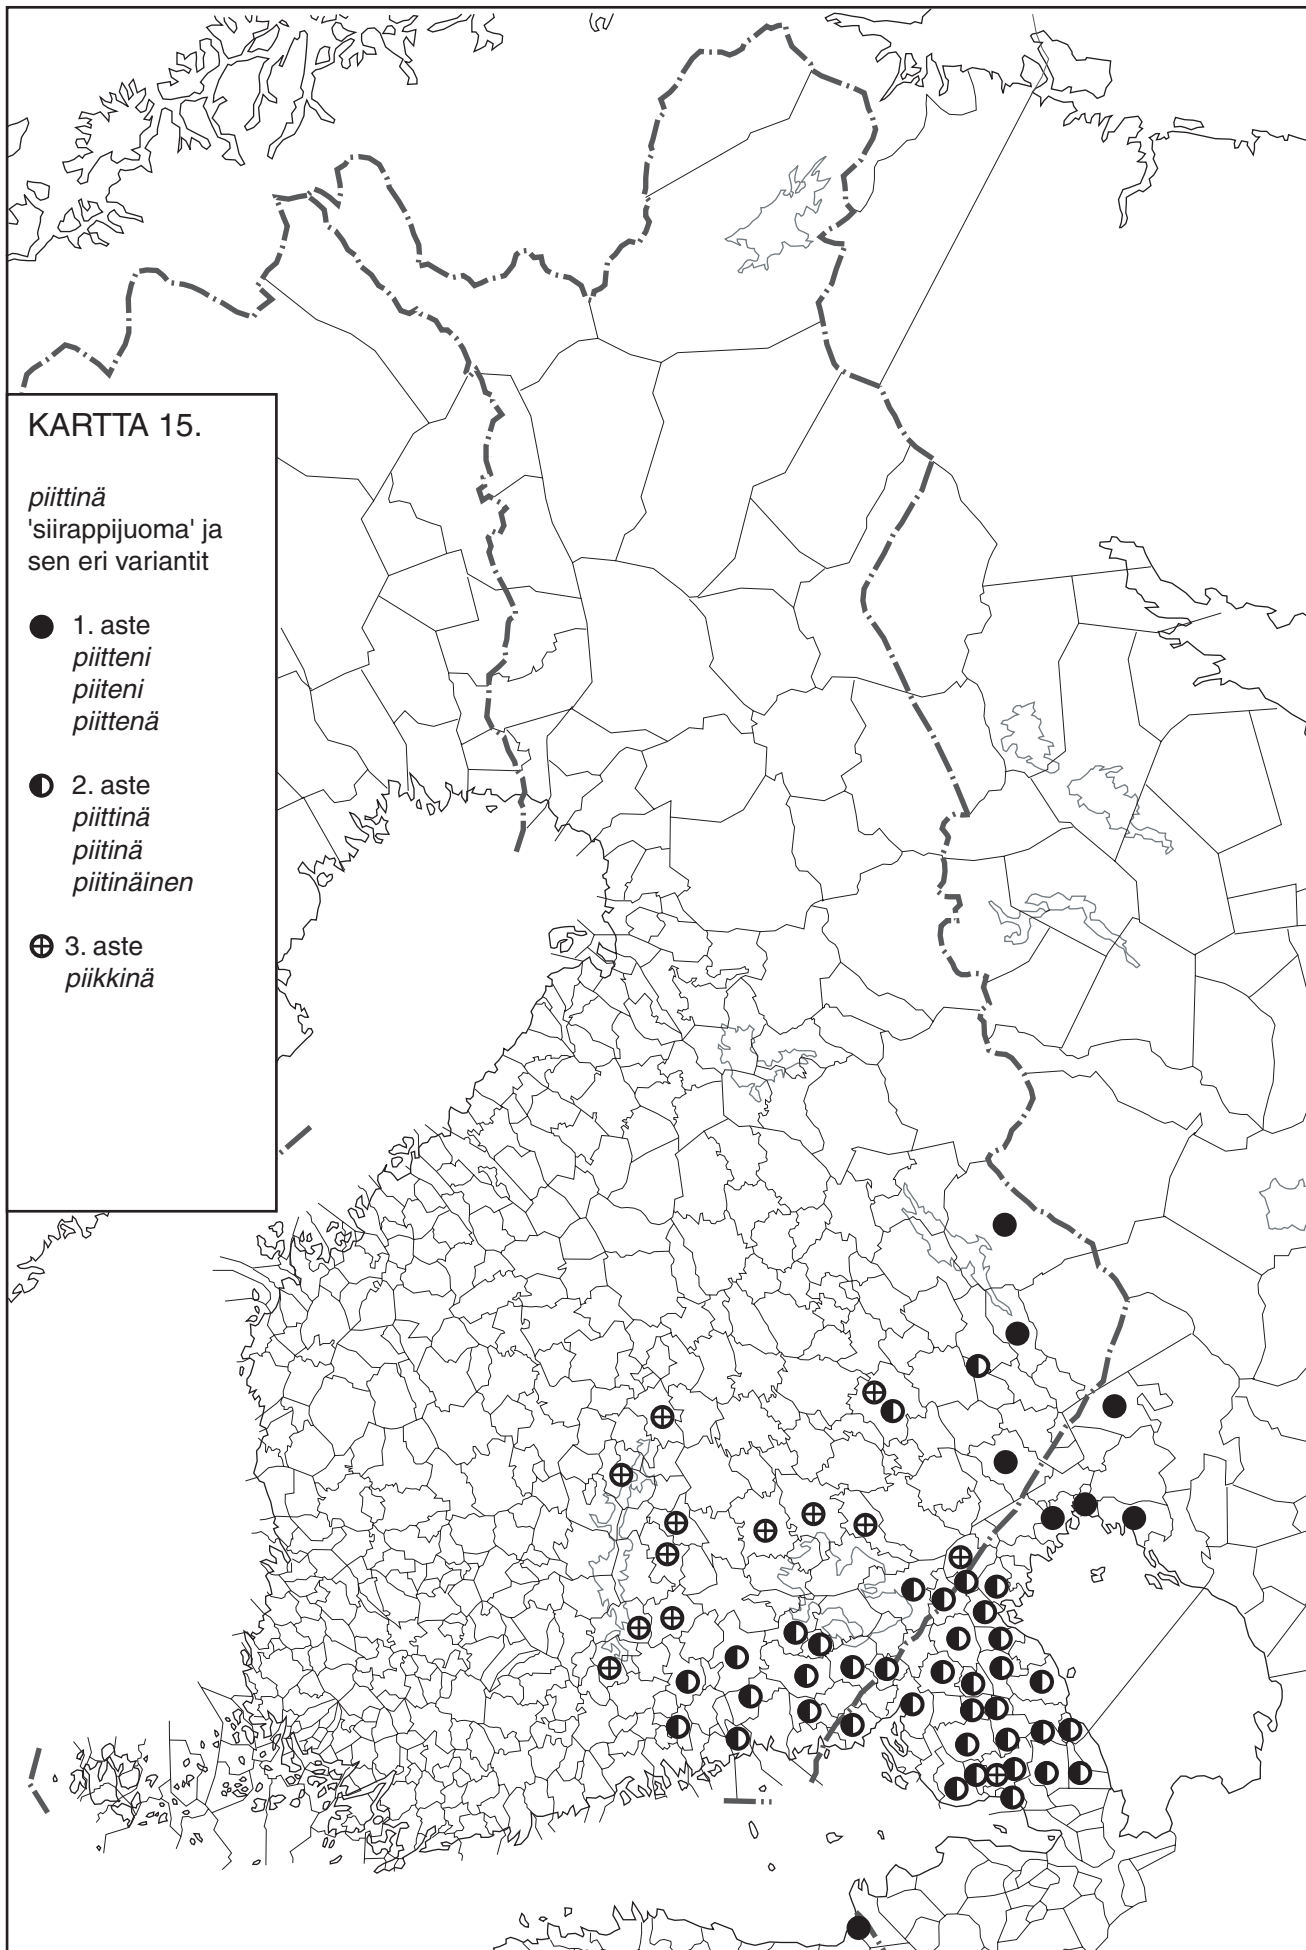 KARTTA 15.
piittinä
'siirappijuoma' ja
sen eri variantit
1. aste
piitteni
piiteni
piittenä
2. aste
piittinä
piitinä
piitinäinen
3. aste
piikkinä